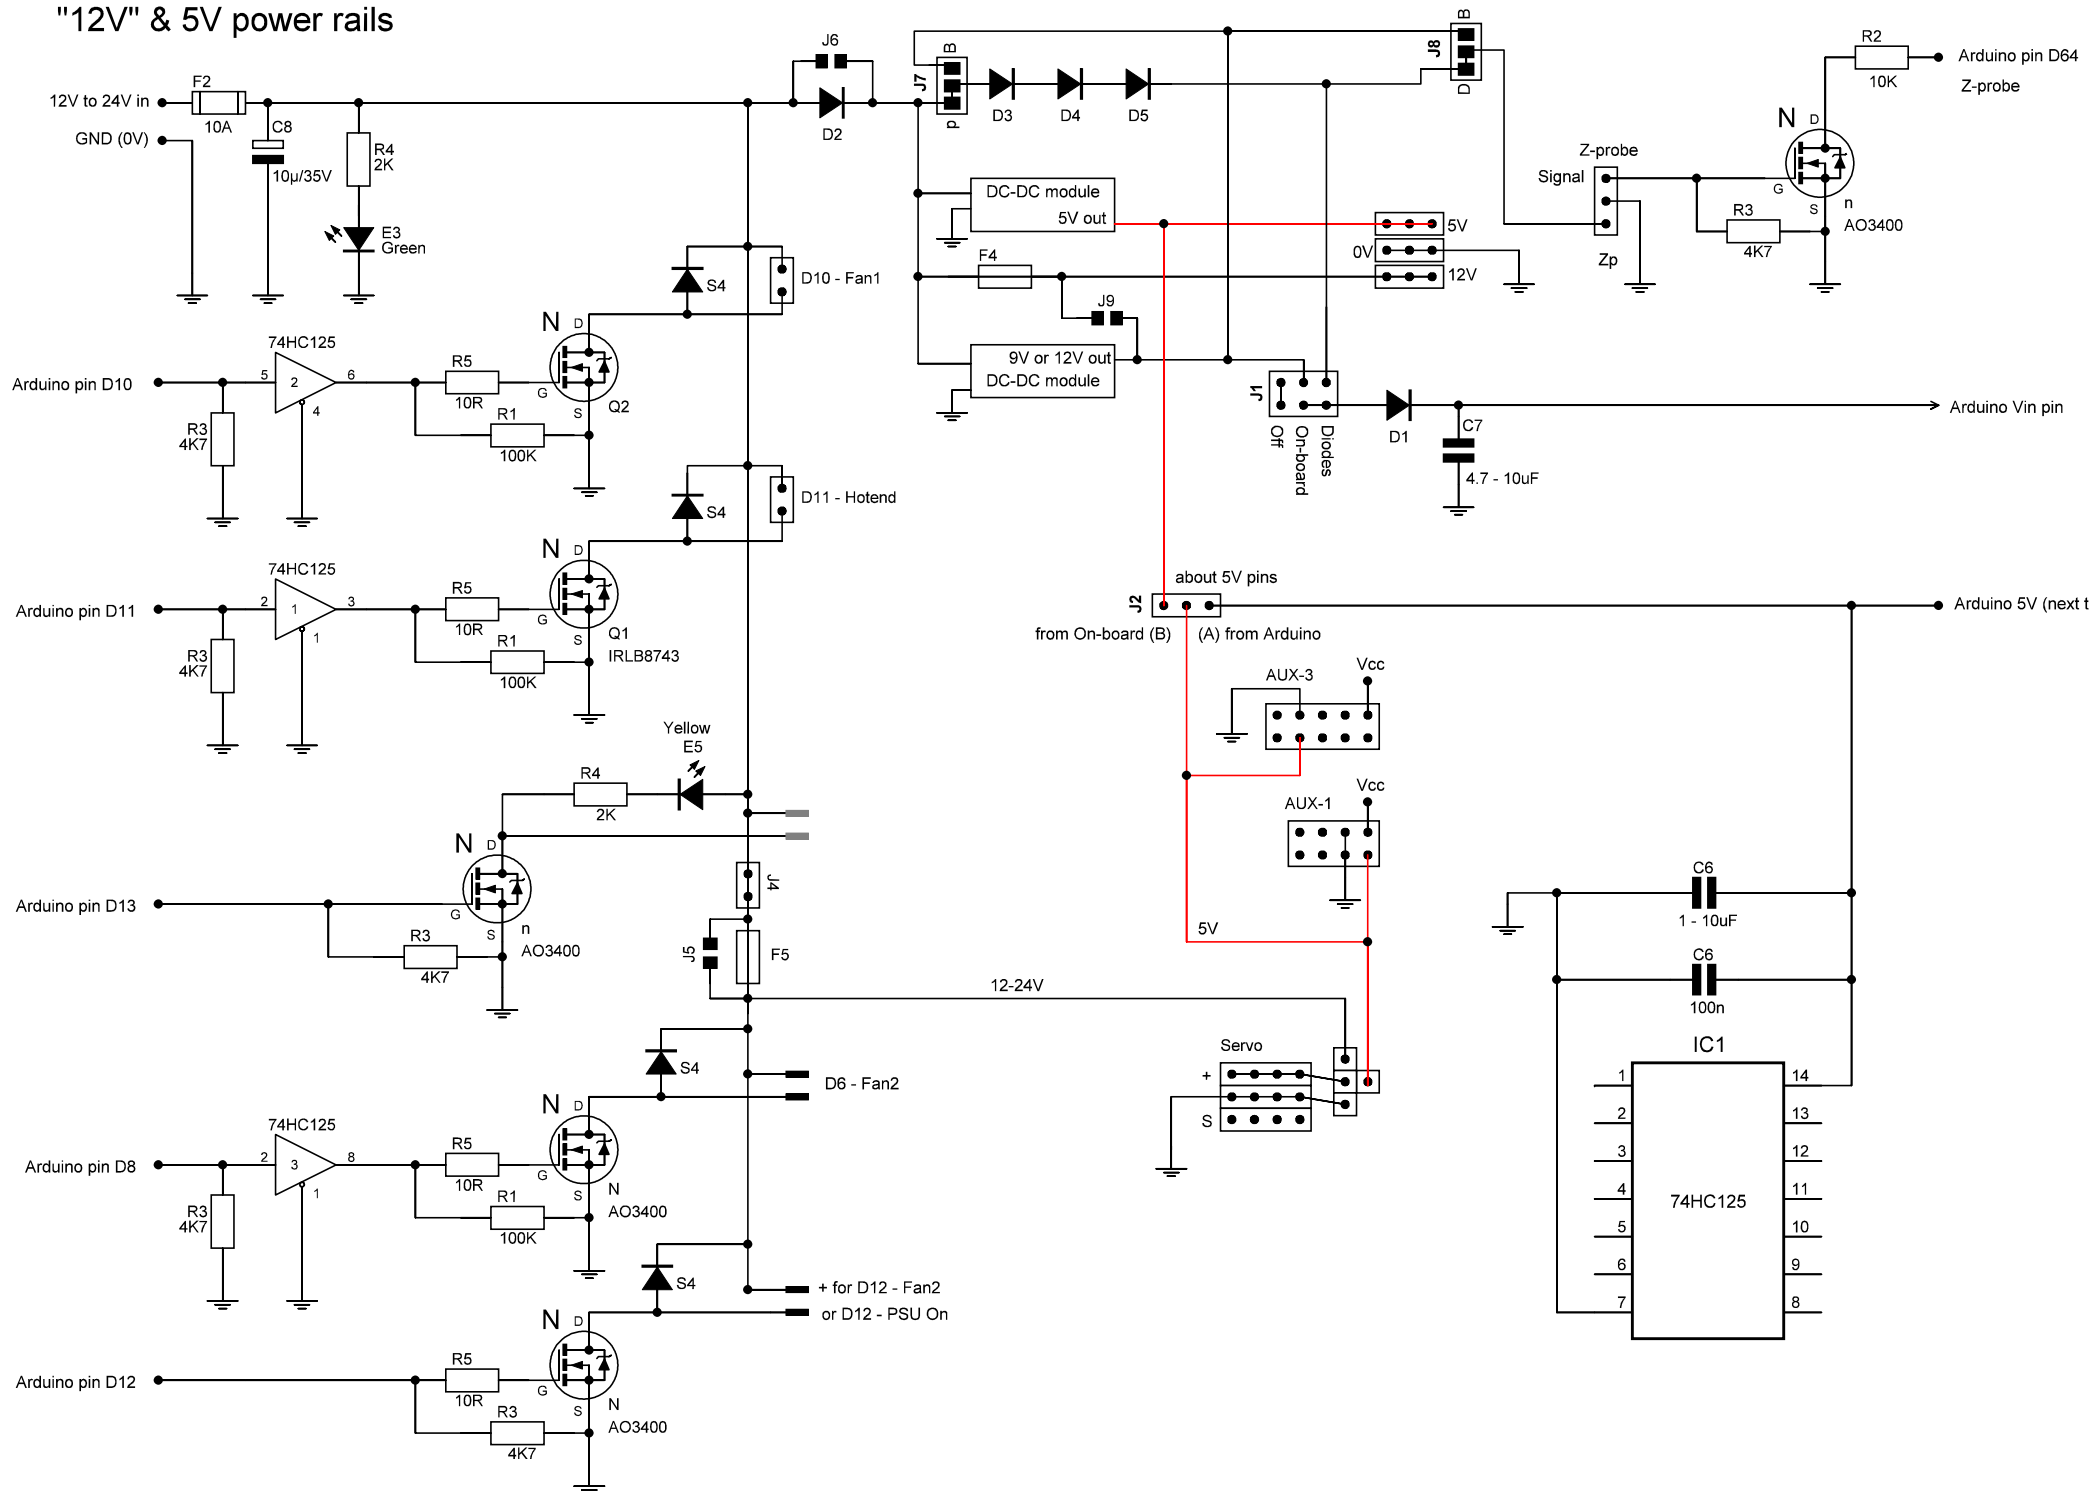 "12V" & 5V power rails
12V to 24V in
F2
10A
GND (0V)
C8
10µ/35V
R4
2K
E3
Green
J6
D2
B
J7
p
D3
D4
D5
B
J8
D
R2
10K
Arduino pin D64
Z-probe
N
D
G
S
n
AO3400
Z-probe
Signal
Zp
R3
4K7
DC-DC module
5V out
5V
0V
12V
F4
J9
9V or 12V out
DC-DC module
J1
Off
On-board
Diodes
D1
C7
4.7 - 10uF
Arduino Vin pin
S4
D10 - Fan1
74HC125
Arduino pin D10
5
2
6
4
R3
4K7
R5
10R
R1
100K
N
D
G
S
Q2
S4
D11 - Hotend
74HC125
Arduino pin D11
2
1
3
1
R3
4K7
R5
10R
R1
100K
N
D
G
S
Q1
IRLB8743
about 5V pins
J2
from On-board (B)
(A) from Arduino
Arduino 5V (next t
AUX-3
Vcc
AUX-1
Vcc
5V
Yellow
E5
R4
2K
N
D
G
S
n
AO3400
Arduino pin D13
R3
4K7
J4
J5
F5
12-24V
C6
1 - 10uF
C6
100n
Servo
+
S
IC1
74HC125
1
2
3
4
5
6
7
14
13
12
11
10
9
8
S4
D6 - Fan2
74HC125
Arduino pin D8
2
3
8
1
R3
4K7
R5
10R
R1
100K
N
D
G
S
N
AO3400
S4
+ for D12 - Fan2
or D12 - PSU On
Arduino pin D12
R5
10R
R3
4K7
N
D
G
S
N
AO3400